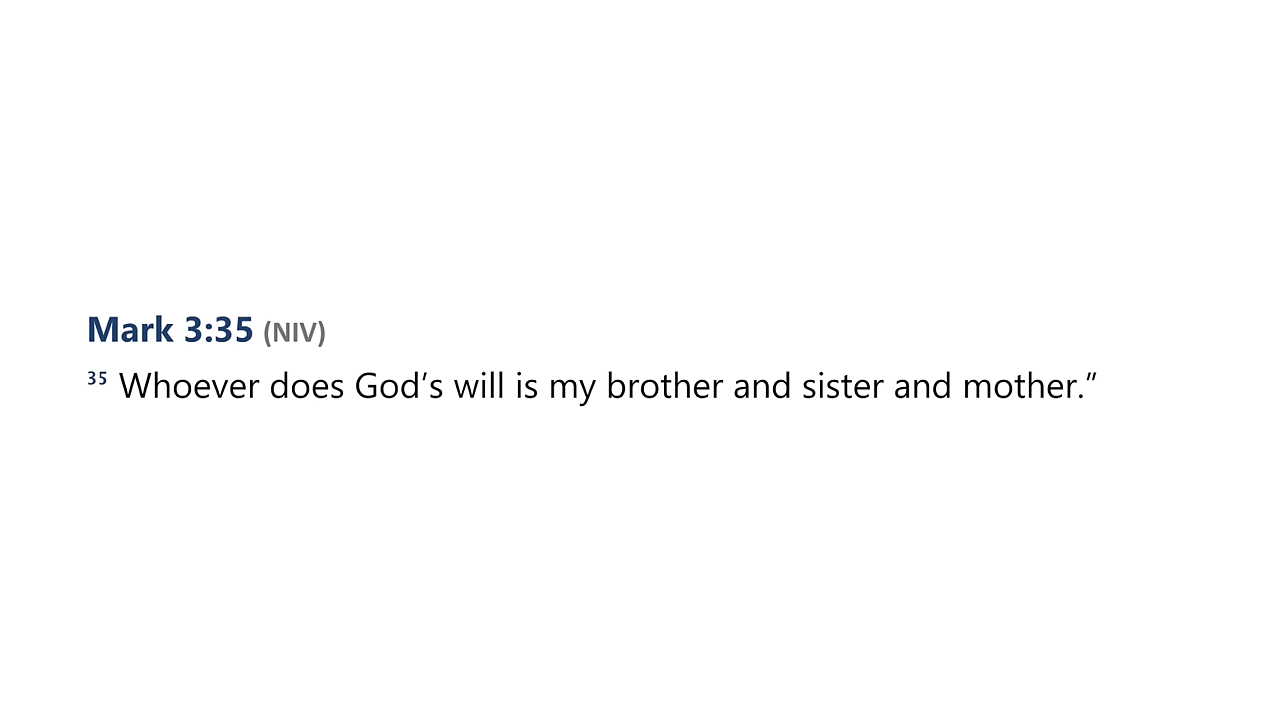 Mark 3:35 (NIV)
35 Whoever does God’s will is my brother and sister and mother.”